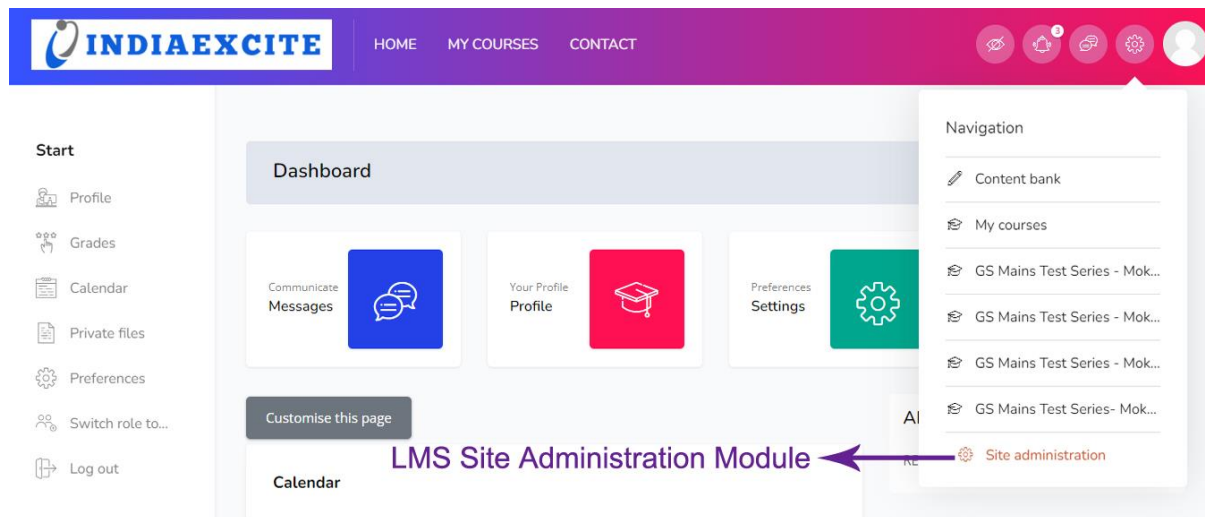 INDIAEXCITE
HOME MY COURSES CONTACT
3
Start
Profile
Grades
Calendar
Private files
Preferences
Switch role to...
Log out
Dashboard
Communicate
Messages
Your Profile
Profile
Preferences
Settings
Customise this page
LMS Site Administration Module
Calendar
Navigation
Content bank
My courses
GS Mains Test Series - Mok...
GS Mains Test Series - Mok...
GS Mains Test Series - Mok...
GS Mains Test Series- Mok...
Site administration